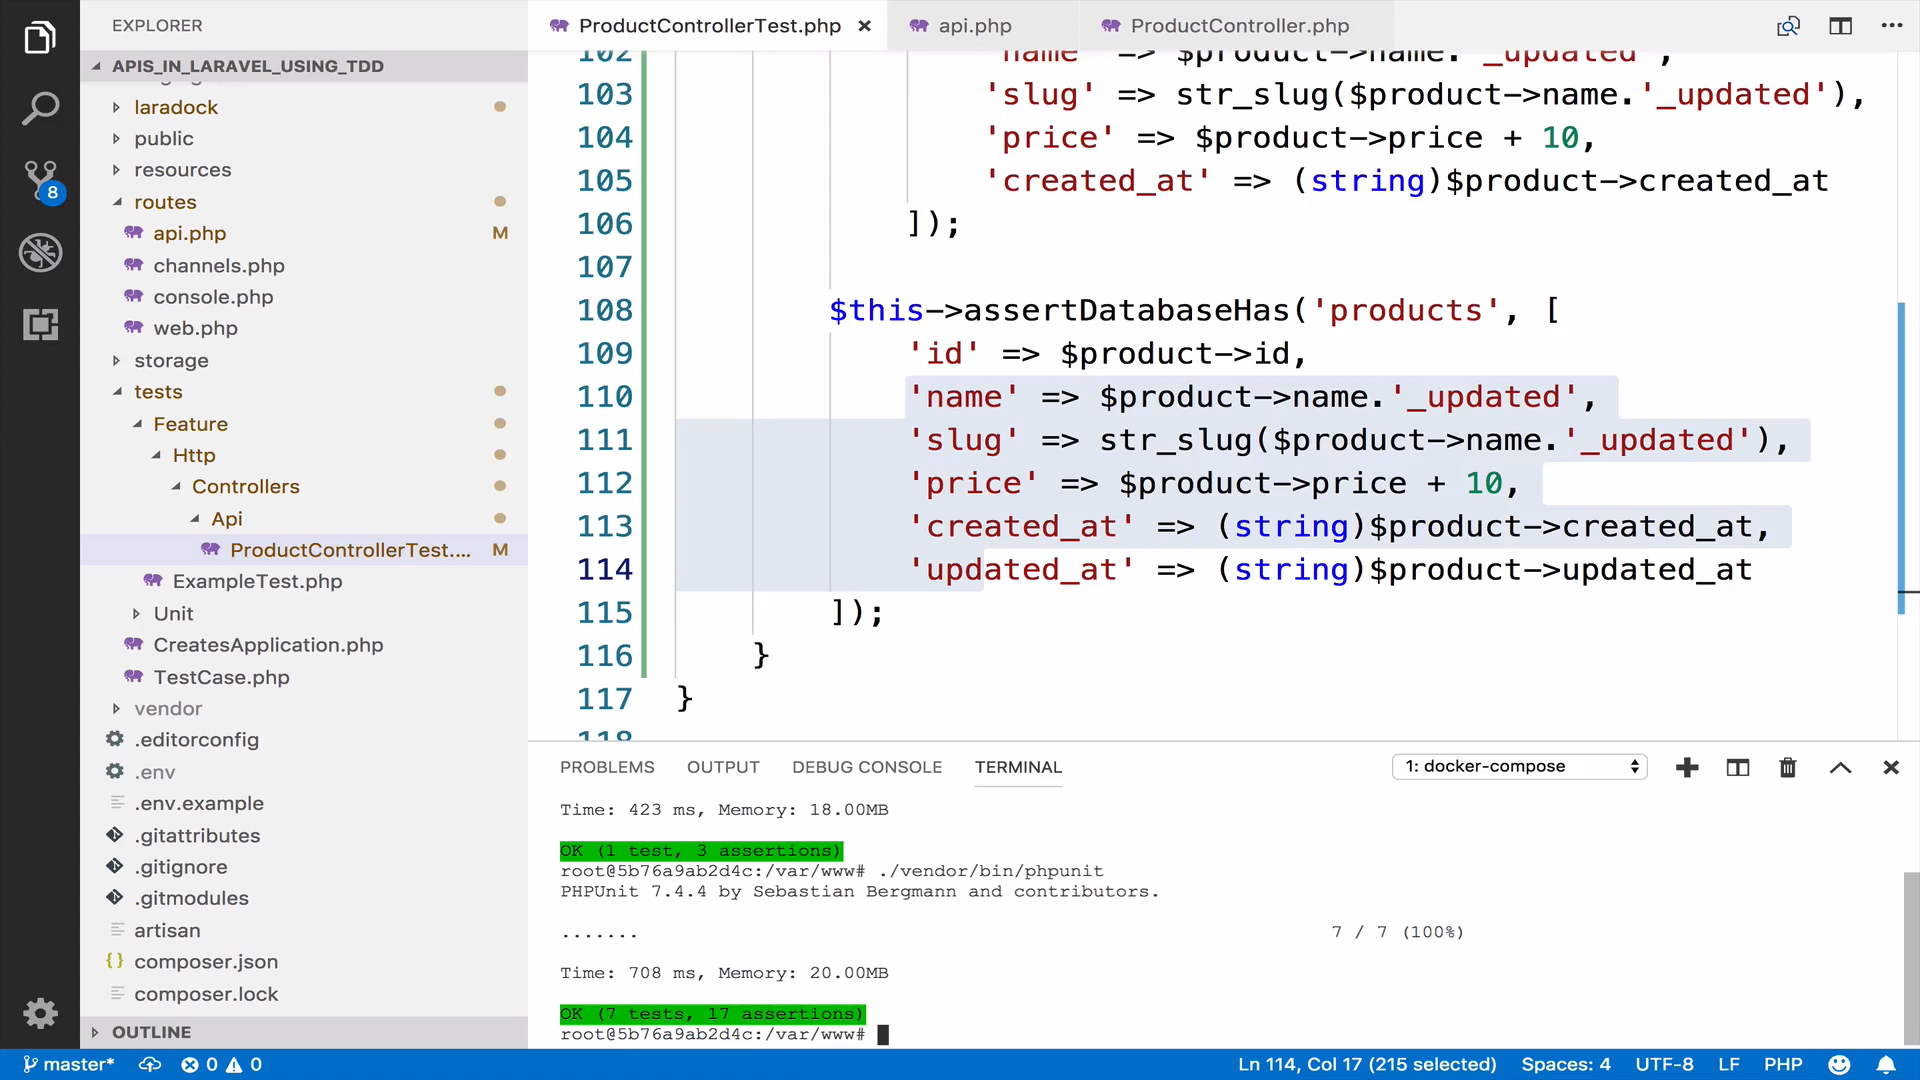 EXPLORER
APIS_IN_LARAVEL_USING_TDD
laradock
public
resources
routes
api.php M
channels.php
console.php
web.php
storage
tests
Feature
Http
Controllers
Api
ProductControllerTest.... M
ExampleTest.php
Unit
CreatesApplication.php
TestCase.php
vendor
.editorconfig
.env
.env.example
.gitattributes
.gitignore
.gitmodules
artisan
composer.json
composer.lock
OUTLINE
8
ProductControllerTest.php
api.php
ProductController.php
102 'name' => $product->name.'_updated',
103 'slug' => str_slug($product->name.'_updated'),
104 'price' => $product->price + 10,
105 'created_at' => (string)$product->created_at
106 ]);
107
108 $this->assertDatabaseHas('products', [
109 'id' => $product->id,
110 'name' => $product->name.'_updated',
111 'slug' => str_slug($product->name.'_updated'),
112 'price' => $product->price + 10,
113 'created_at' => (string)$product->created_at,
114 'updated_at' => (string)$product->updated_at
115 ]);
116 }
117 }
118
PROBLEMS OUTPUT DEBUG CONSOLE TERMINAL 1: docker-compose
Time: 423 ms, Memory: 18.00MB
OK (1 test, 3 assertions)
root@5b76a9ab2d4c:/var/www# ./vendor/bin/phpunit
PHPUnit 7.4.4 by Sebastian Bergmann and contributors.
....... 7 / 7 (100%)
Time: 708 ms, Memory: 20.00MB
OK (7 tests, 17 assertions)
root@5b76a9ab2d4c:/var/www#
master* 0 0 Ln 114, Col 17 (215 selected) Spaces: 4 UTF-8 LF PHP